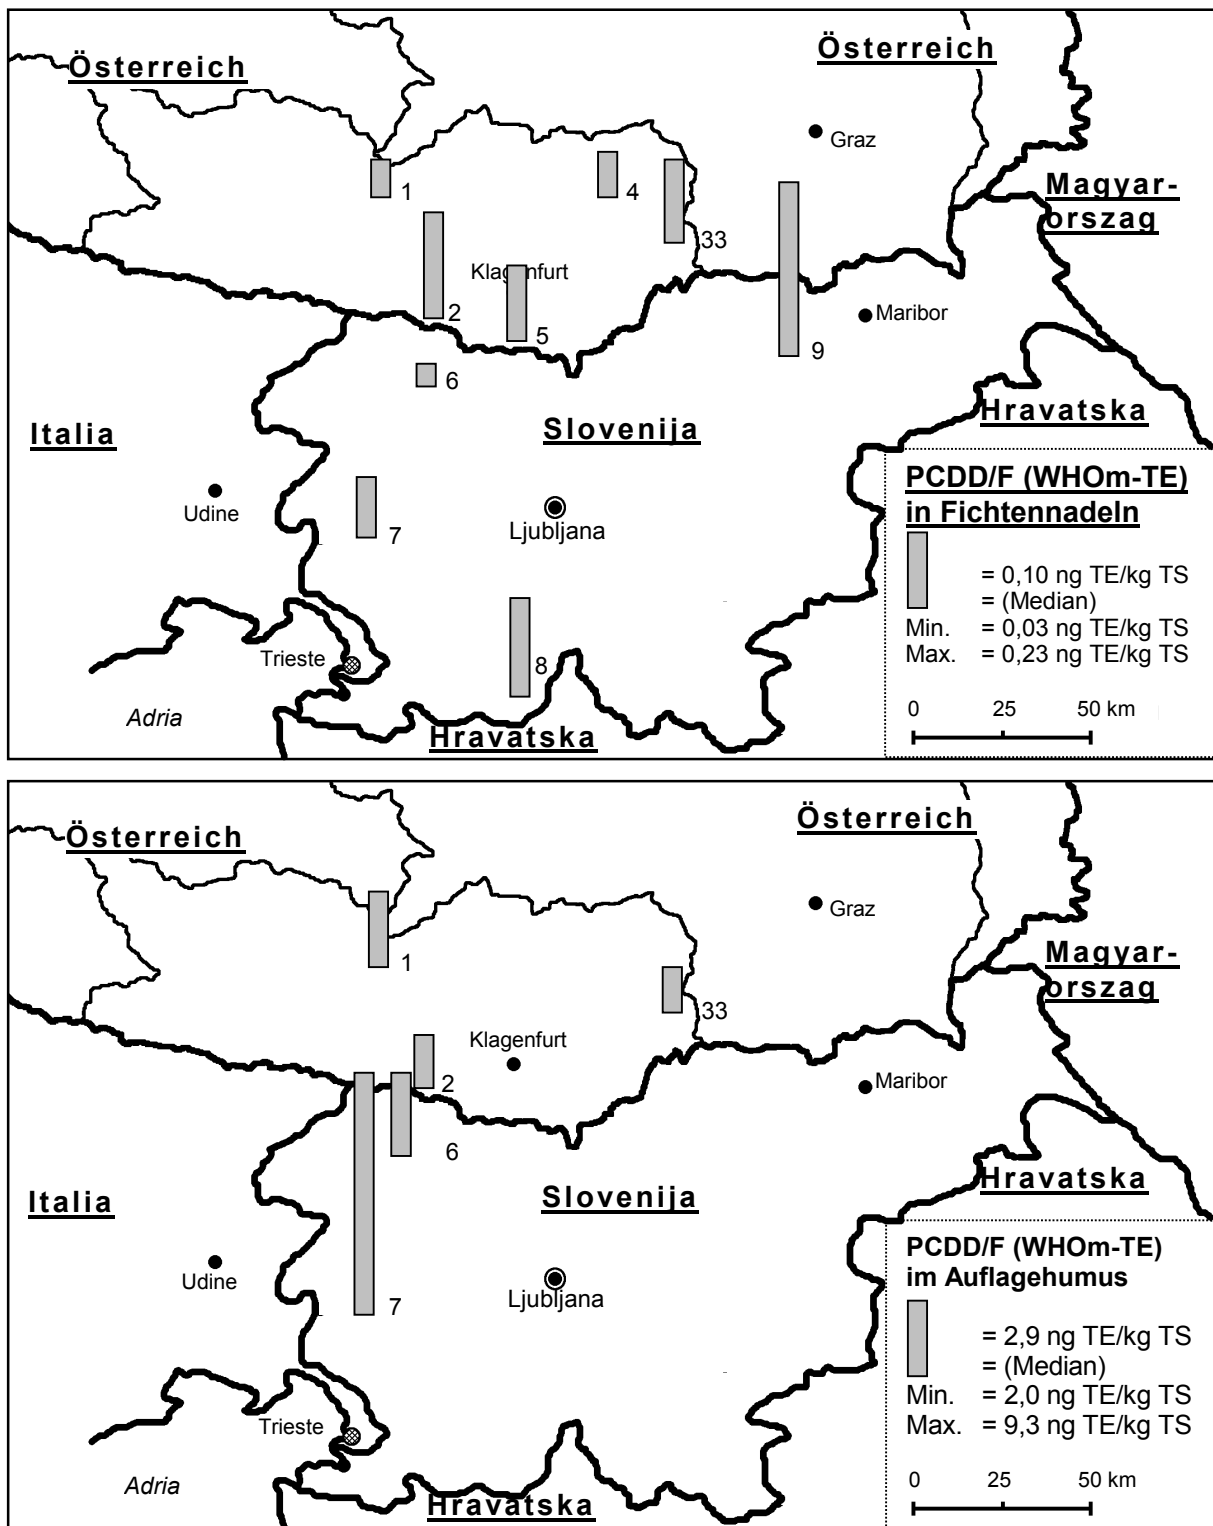 Österreich
Österreich
Graz
Magyar-
orszag
1
4
33
Klagenfurt
2
5
Maribor
9
6
Hravatska
Italia
Slovenija
Udine
7
Ljubljana
Trieste
8
Adria
Hravatska
PCDD/F (WHOm-TE)
in Fichtennadeln
= 0,10 ng TE/kg TS
= (Median)
Min. = 0,03 ng TE/kg TS
Max. = 0,23 ng TE/kg TS
0 25 50 km
Österreich
Österreich
Graz
Magyar-
orszag
1
33
Klagenfurt
2
Maribor
6
Hravatska
Italia
Slovenija
Udine
Ljubljana
7
Trieste
Adria
Hravatska
PCDD/F (WHOm-TE)
im Auflagehumus
= 2,9 ng TE/kg TS
= (Median)
Min. = 2,0 ng TE/kg TS
Max. = 9,3 ng TE/kg TS
0 25 50 km